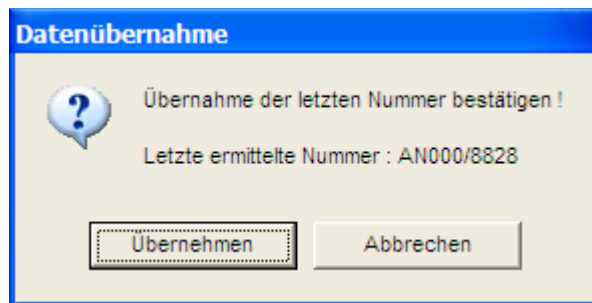 Datenübernahme
Übernahme der letzten Nummer bestätigen !
Letzte ermittelte Nummer : AN000/8828
Übernehmen Abbrechen